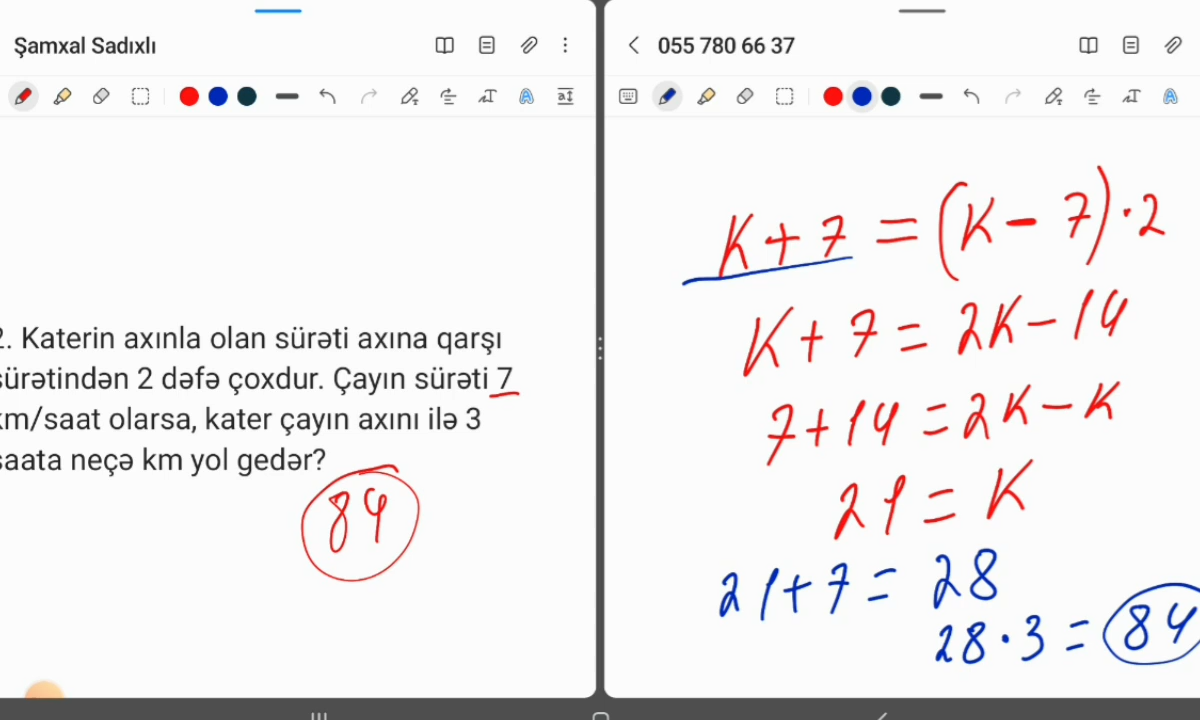 Şamxal Sadıxlı
055 780 66 37
2. Katerin axınla olan sürəti axına qarşı
sürətindən 2 dəfə çoxdur. Çayın sürəti 7
km/saat olarsa, kater çayın axını ilə 3
saata neçə km yol gedər?
84
K + 7 = (K - 7) · 2
K + 7 = 2K - 14
7 + 14 = 2K - K
21 = K
21 + 7 = 28
28 · 3 = 84